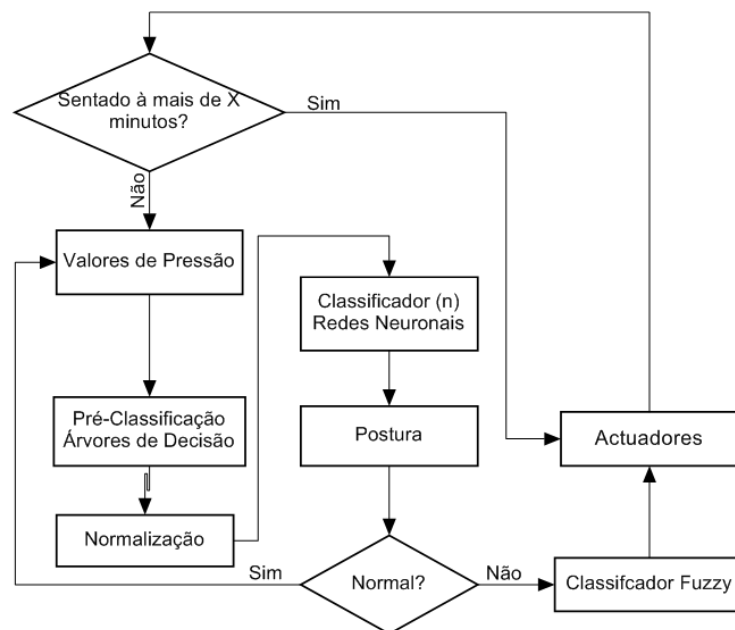 Sentado à mais de X
minutos?
Sim
Não
Valores de Pressão
Pré-Classificação
Árvores de Decisão
Normalização
Classificador (n)
Redes Neuronais
Postura
Normal?
Sim
Não
Classifcador Fuzzy
Actuadores